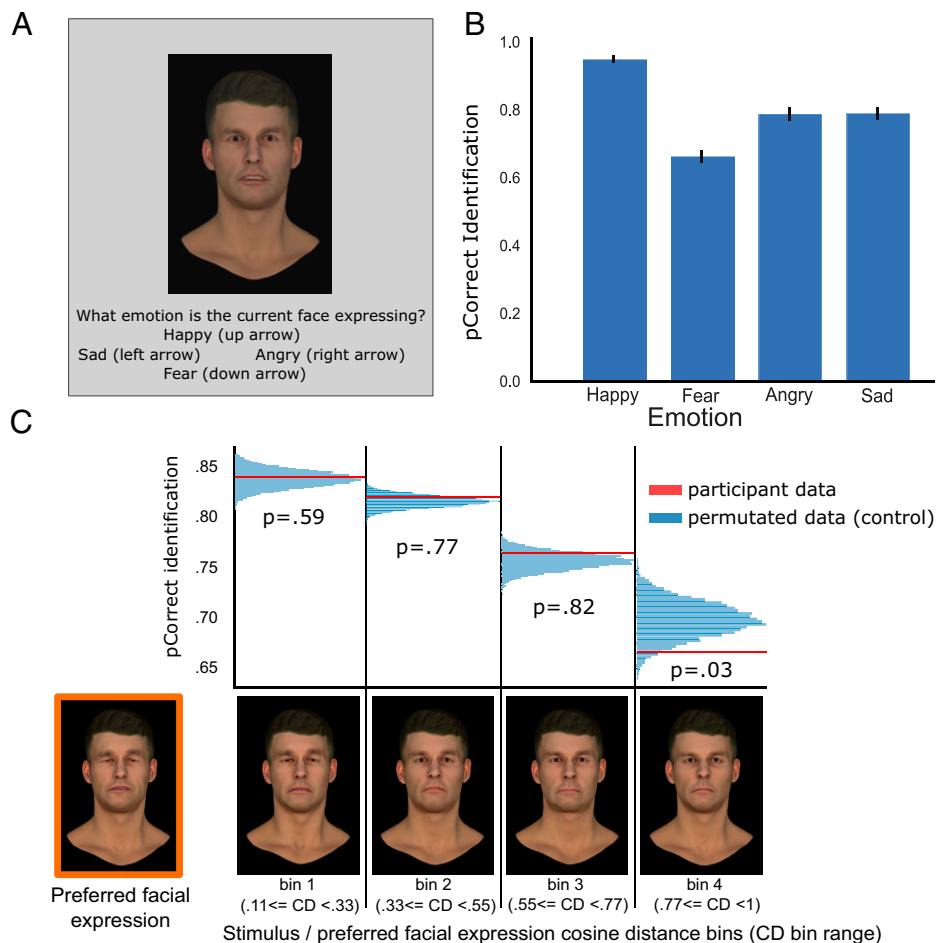 A
What emotion is the current face expressing?
Happy (up arrow)
Sad (left arrow) Angry (right arrow)
Fear (down arrow)
B
pCorrect Identification
1.0
0.8
0.6
0.4
0.2
0.0
Happy Fear Angry Sad
Emotion
C
pCorrect identification
.85
.80
.75
.70
.65
p=.59
p=.77
p=.82
p=.03
participant data
permutated data (control)
Preferred facial
expression
bin 1
(.11<= CD <.33)
bin 2
(.33<= CD <.55)
bin 3
(.55<= CD <.77)
bin 4
(.77<= CD <1)
Stimulus / preferred facial expression cosine distance bins (CD bin range)